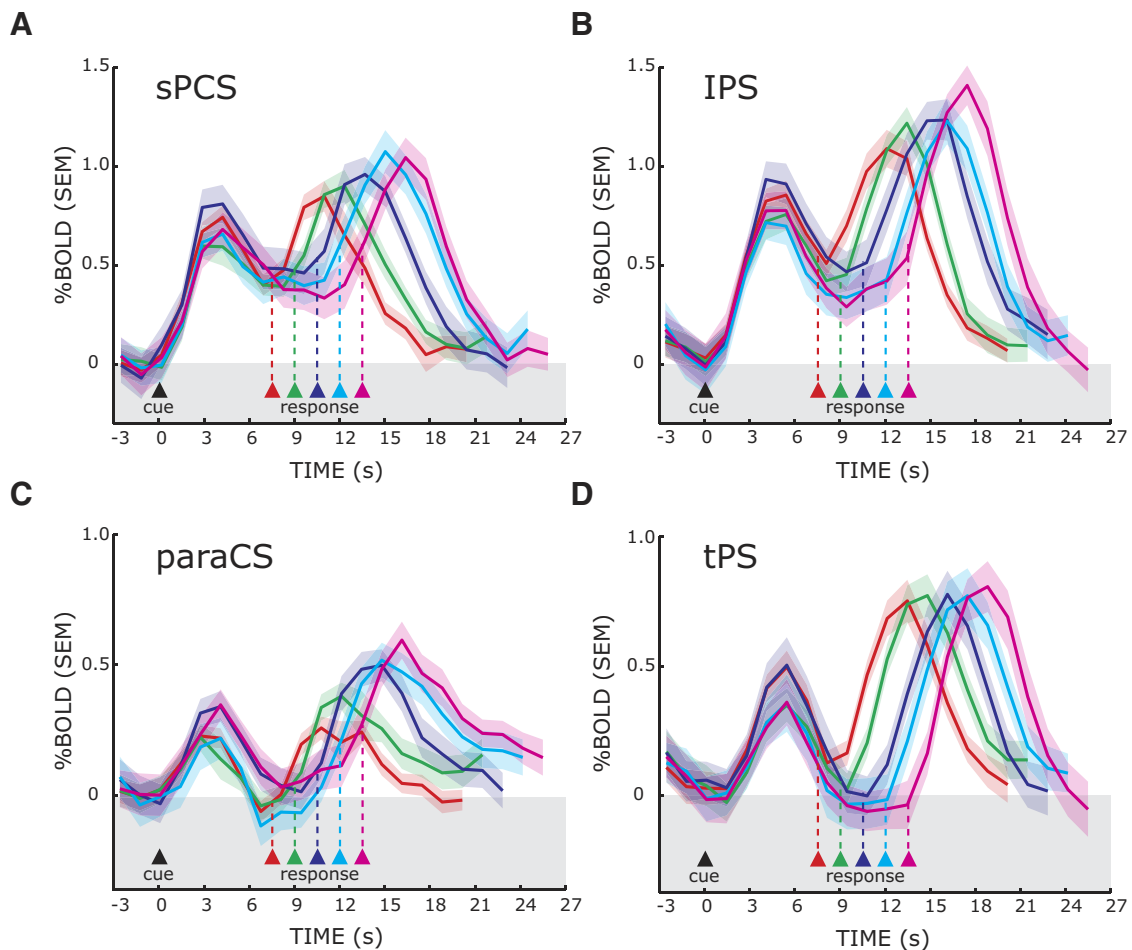 A
%BOLD (SEM)
sPCS
1.5
1.0
0.5
0
cue
response
-3 0 3 6 9 12 15 18 21 24 27
TIME (s)
B
%BOLD (SEM)
IPS
1.5
1.0
0.5
0
cue
response
-3 0 3 6 9 12 15 18 21 24 27
TIME (s)
C
%BOLD (SEM)
paraCS
1.0
0.5
0
cue
response
-3 0 3 6 9 12 15 18 21 24 27
TIME (s)
D
%BOLD (SEM)
tPS
1.0
0.5
0
cue
response
-3 0 3 6 9 12 15 18 21 24 27
TIME (s)